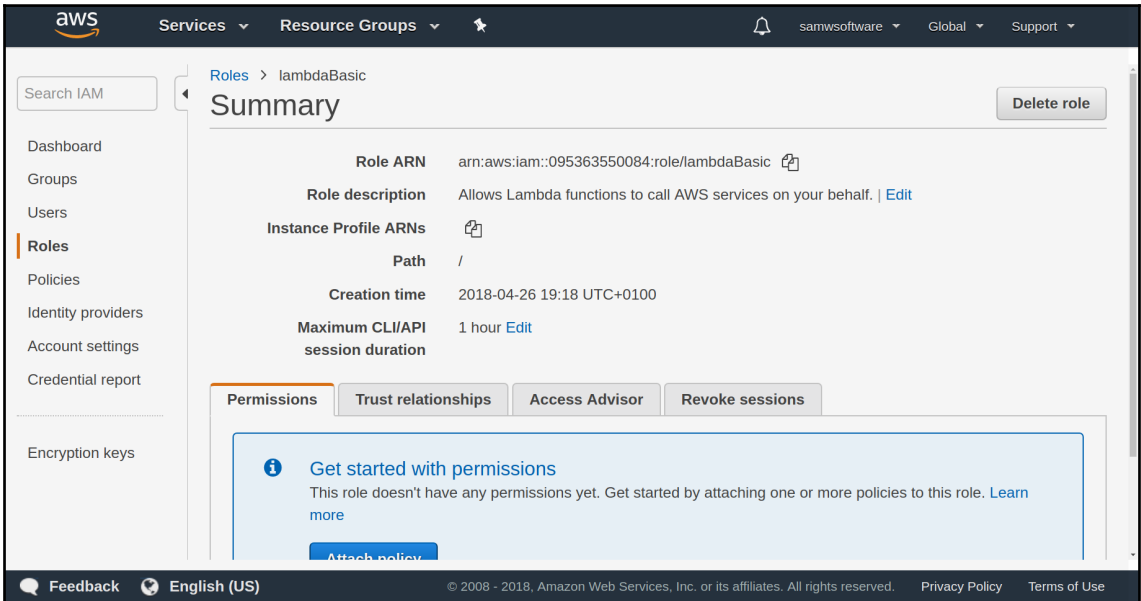 aws Services Resource Groups samwsoftware Global Support
Search IAM
Dashboard
Groups
Users
Roles
Policies
Identity providers
Account settings
Credential report
Encryption keys
Roles > lambdaBasic
Summary
Delete role
Role ARN arn:aws:iam::095363550084:role/lambdaBasic
Role description Allows Lambda functions to call AWS services on your behalf. | Edit
Instance Profile ARNs
Path /
Creation time 2018-04-26 19:18 UTC+0100
Maximum CLI/API 1 hour Edit
session duration
Permissions Trust relationships Access Advisor Revoke sessions
Get started with permissions
This role doesn't have any permissions yet. Get started by attaching one or more policies to this role. Learn
more
Attach policy
Feedback English (US) © 2008 - 2018, Amazon Web Services, Inc. or its affiliates. All rights reserved. Privacy Policy Terms of Use